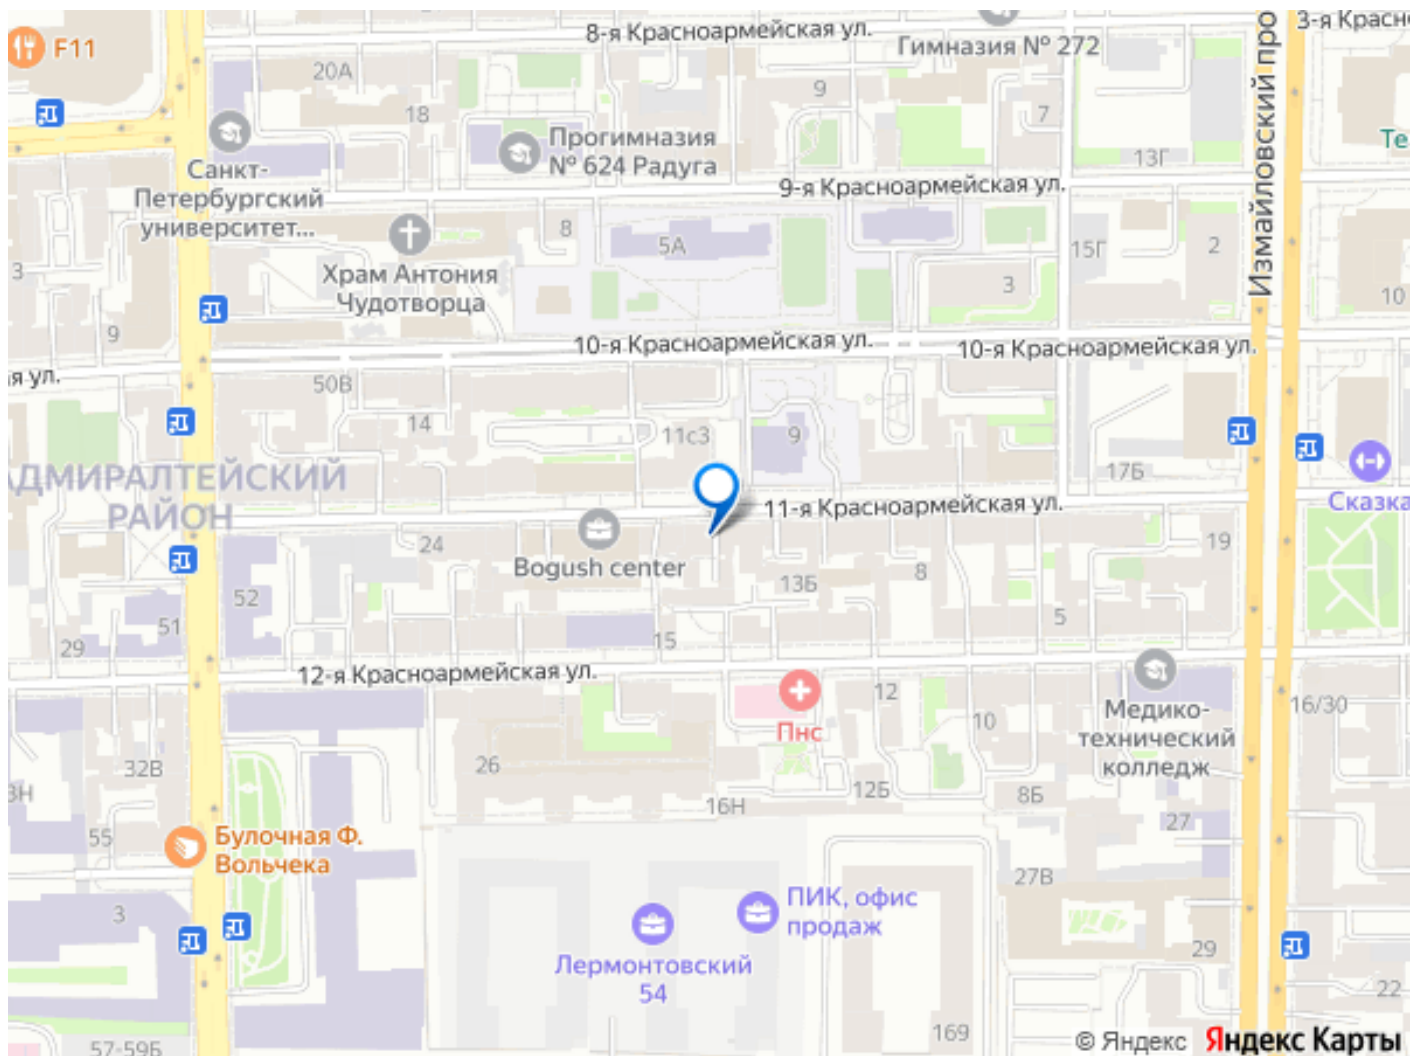 8-я Красноармейская ул.
3-я Красн
F11
Гимназия № 272
20А
18
9
7
Прогимназия
№ 624 Радуга
Те
13Г
Санкт-
Петербургский
университет...
9-я Красноармейская ул.
Измайловский про
8
5А
15Г
2
3
Храм Антония
Чудотворца
3
10
9
10-я Красноармейская ул.
10-я Красноармейская ул.
я ул.
50В
14
11с3
9
17Б
АДМИРАЛТЕЙСКИЙ
РАЙОН
11-я Красноармейская ул.
Сказка
24
Bogush center
13Б
8
19
52
51
5
29
15
12-я Красноармейская ул.
12
10
16/30
Пнс
Медико-
технический
колледж
32В
26
3Н
16Н
12Б
8Б
55
27
Булочная Ф.
Вольчека
27В
3
ПИК, офис
продаж
Лермонтовский
54
29
22
169
57-59Б
© Яндекс Яндекс Карты